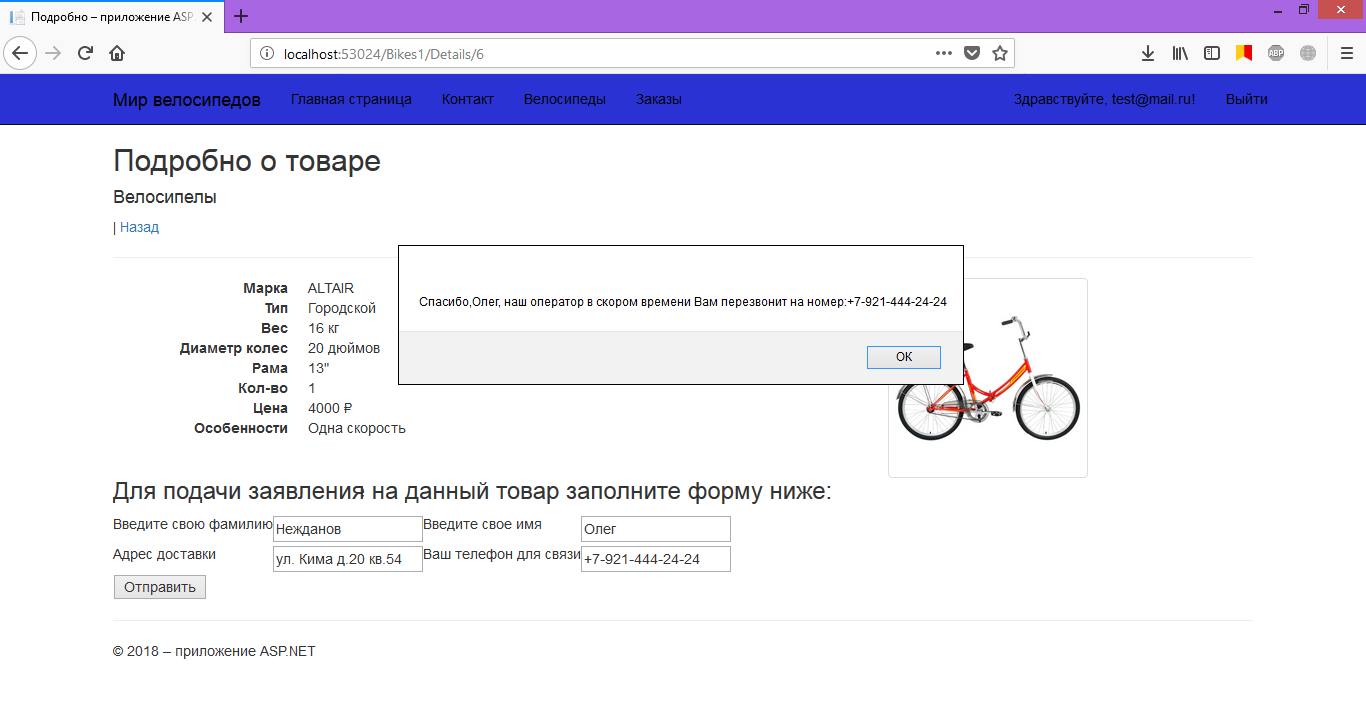 Подробно – приложение ASP
localhost:53024/Bikes1/Details/6
ABP
Мир велосипедов Главная страница Контакт Велосипеды Заказы Здравствуйте, test@mail.ru! Выйти
Подробно о товаре
Велосипелы
| Назад
Марка ALTAIR
Тип Городской
Вес 16 кг
Диаметр колес 20 дюймов
Рама 13"
Кол-во 1
Цена 4000 ₽
Особенности Одна скорость
Спасибо,Олег, наш оператор в скором времени Вам перезвонит на номер:+7-921-444-24-24
OK
Для подачи заявления на данный товар заполните форму ниже:
Введите свою фамилию Нежданов Введите свое имя Олег
Адрес доставки ул. Кима д.20 кв.54 Ваш телефон для связи +7-921-444-24-24
Отправить
© 2018 – приложение ASP.NET